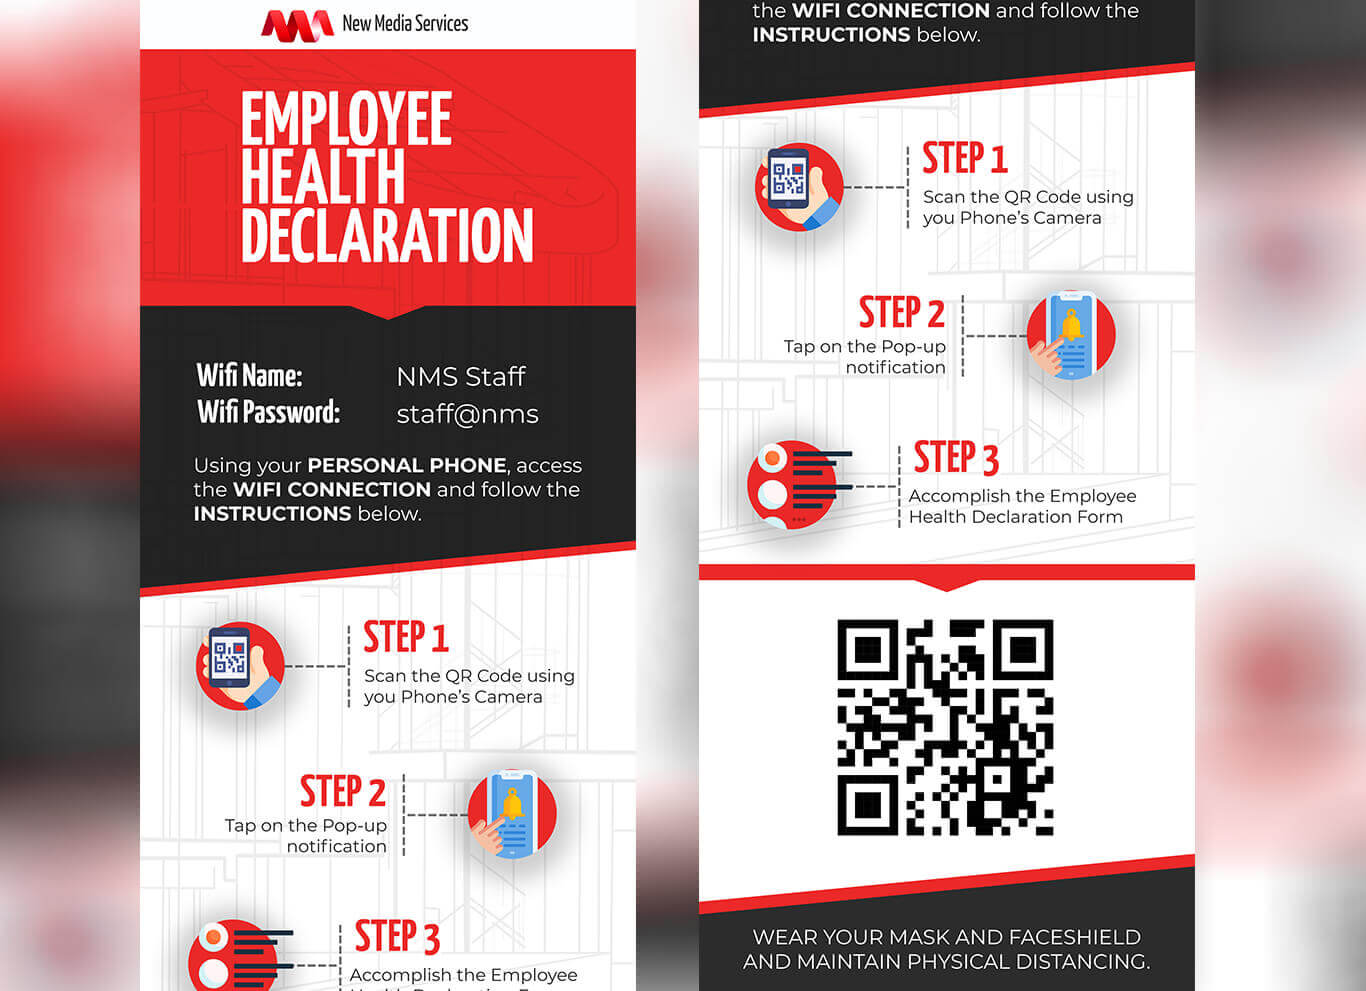 New Media Services
EMPLOYEE
HEALTH
DECLARATION
Wifi Name: NMS Staff
Wifi Password: staff@nms
Using your PERSONAL PHONE, access
the WIFI CONNECTION and follow the
INSTRUCTIONS below.
STEP 1
Scan the QR Code using
you Phone's Camera
STEP 2
Tap on the Pop-up
notification
STEP 3
Accomplish the Employee
the WIFI CONNECTION and follow the
INSTRUCTIONS below.
STEP 1
Scan the QR Code using
you Phone's Camera
STEP 2
Tap on the Pop-up
notification
STEP 3
Accomplish the Employee
Health Declaration Form
WEAR YOUR MASK AND FACESHIELD
AND MAINTAIN PHYSICAL DISTANCING.